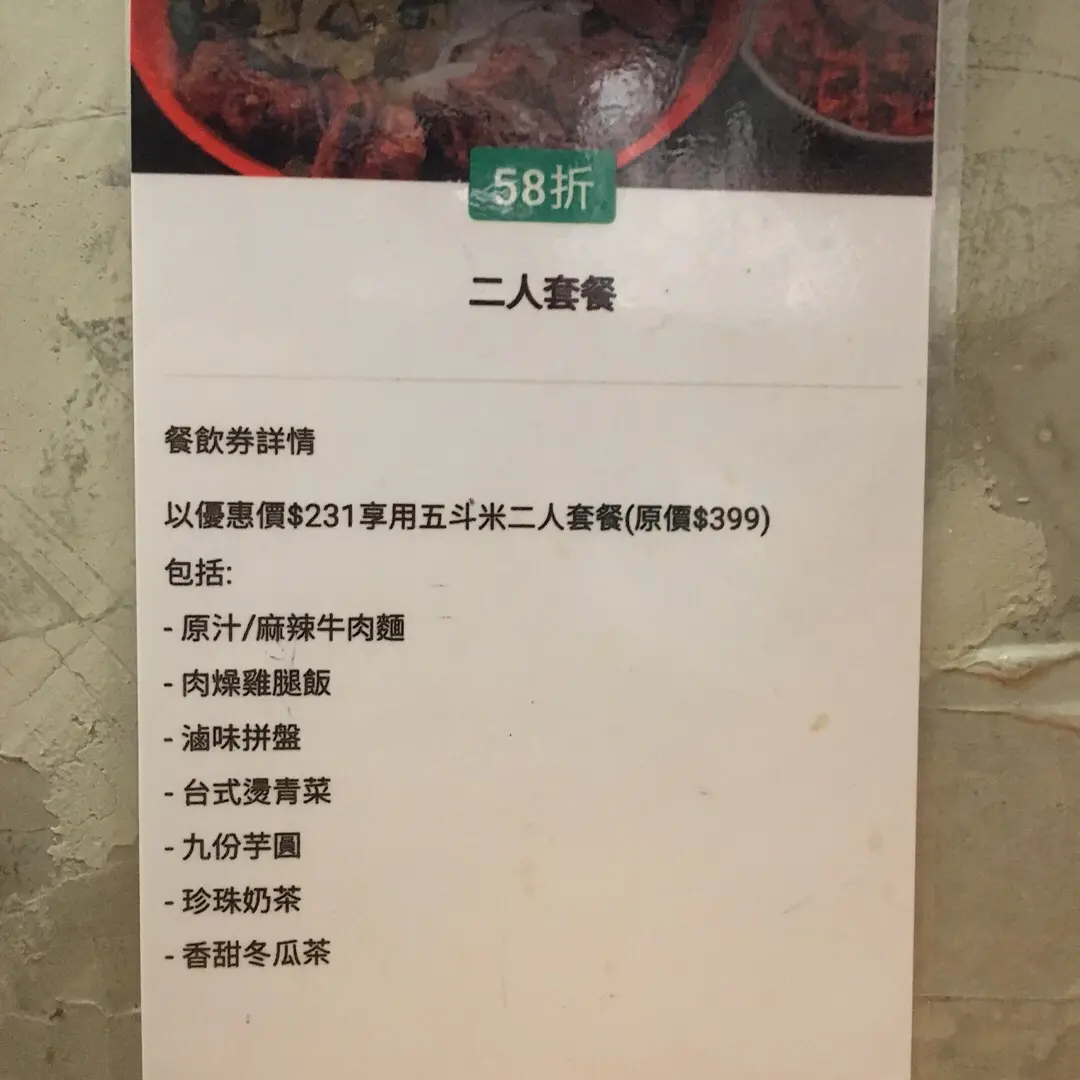 58折
二人套餐
餐飲券詳情
以優惠價$231享用五斗米二人套餐(原價$399)
包括:
- 原汁/麻辣牛肉麵
- 肉燥雞腿飯
- 滷味拼盤
- 台式燙青菜
- 九份芋圓
- 珍珠奶茶
- 香甜冬瓜茶